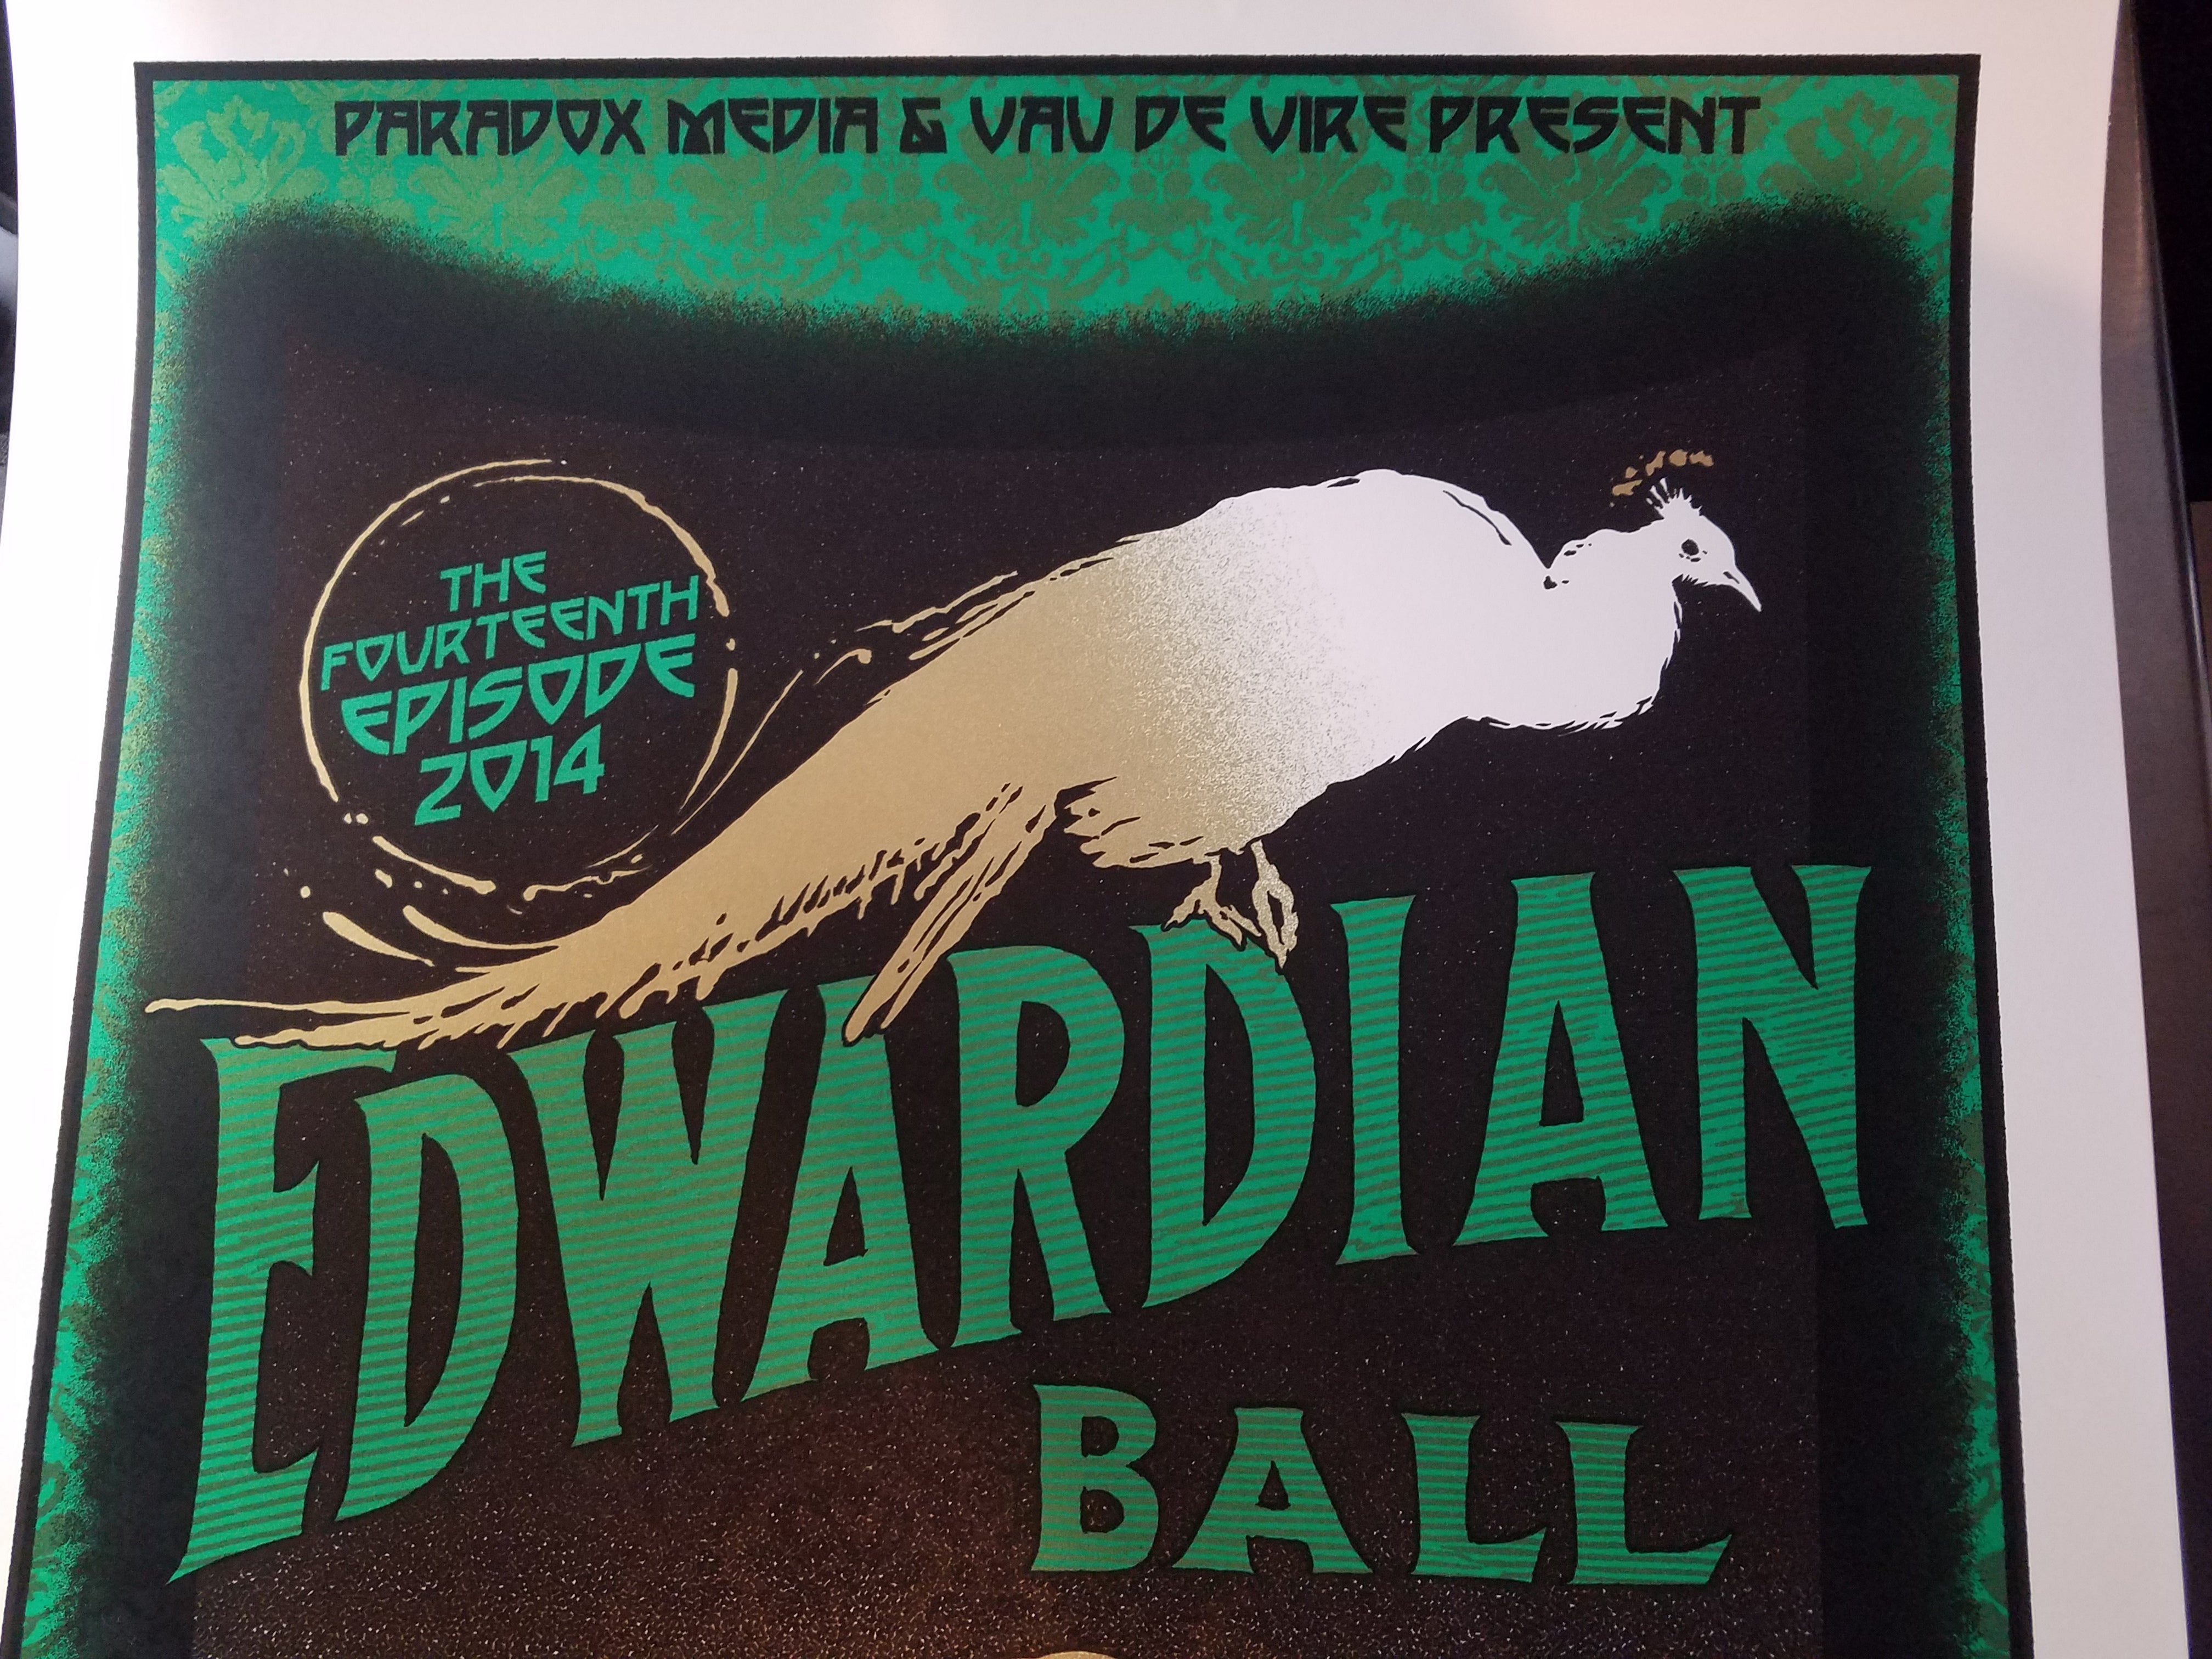 PARADOX MEDIA & VAU DE VIRE PRESENT
THE
FOURTEENTH
EPISODE
2014
EDWARDIAN
BALL